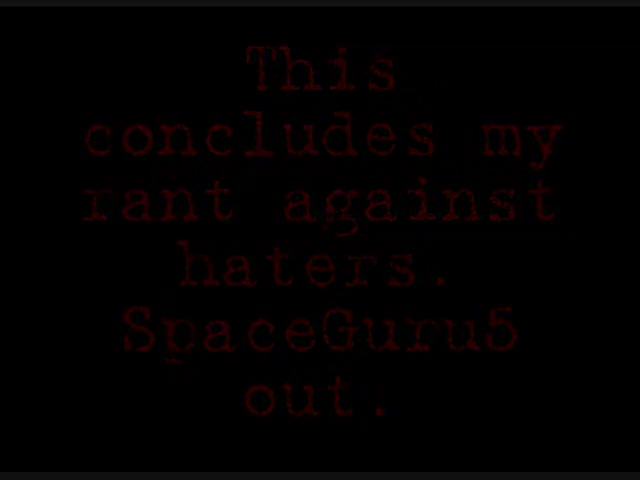 This
concludes my
rant against
haters.
SpaceGuru5
out.